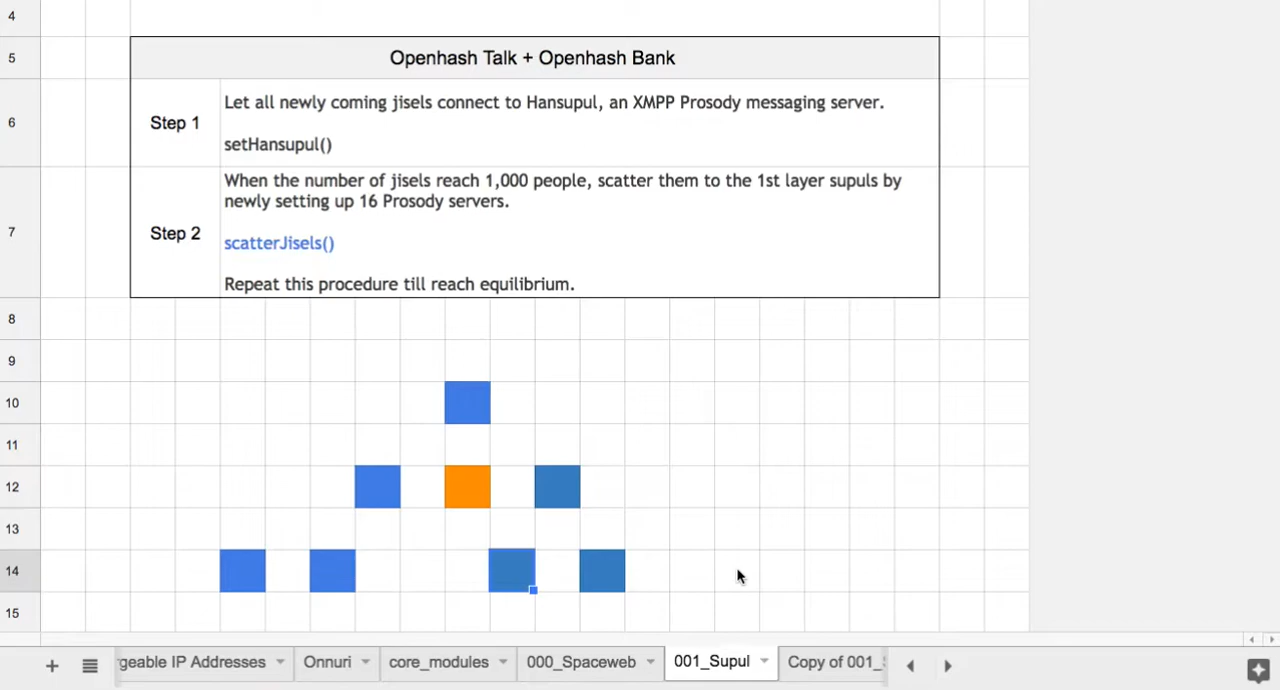 4
5
Openhash Talk + Openhash Bank
6
Step 1
Let all newly coming jisels connect to Hansupul, an XMPP Prosody messaging server.
setHansupul()
7
Step 2
When the number of jisels reach 1,000 people, scatter them to the 1st layer supuls by
newly setting up 16 Prosody servers.
scatterJisels()
Repeat this procedure till reach equilibrium.
8
9
10
11
12
13
14
15
geable IP Addresses
Onnuri
core_modules
000_Spaceweb
001_Supul
Copy of 001_